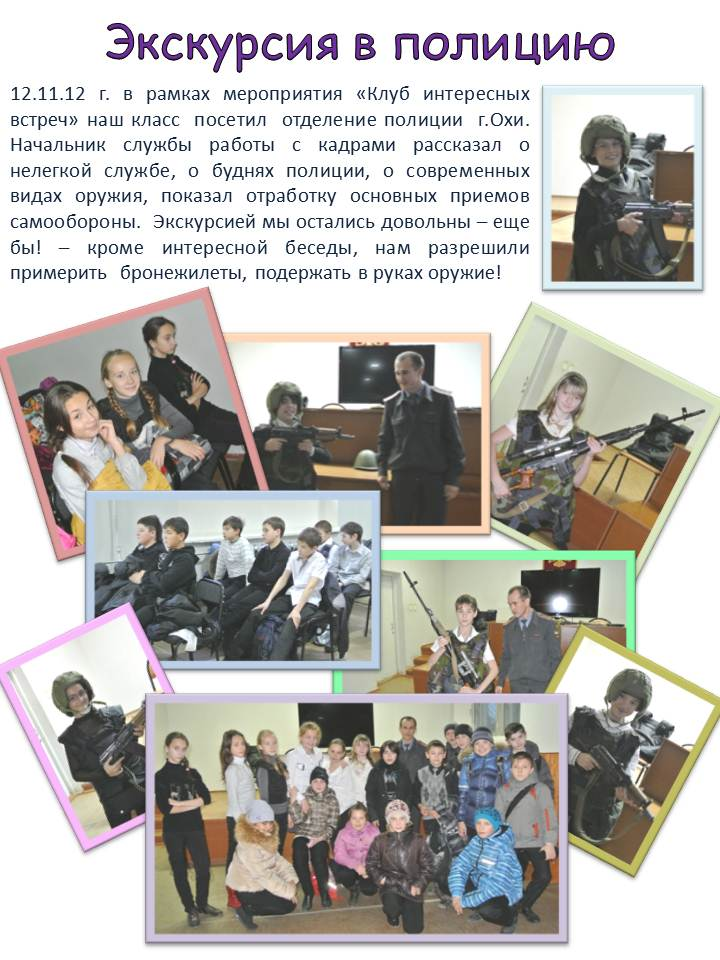 Экскурсия в полицию
12.11.12 г. в рамках мероприятия «Клуб интересных
встреч» наш класс посетил отделение полиции г.Охи.
Начальник службы работы с кадрами рассказал о
нелегкой службе, о буднях полиции, о современных
видах оружия, показал отработку основных приемов
самообороны. Экскурсией мы остались довольны – еще
бы! – кроме интересной беседы, нам разрешили
примерить бронежилеты, подержать в руках оружие!